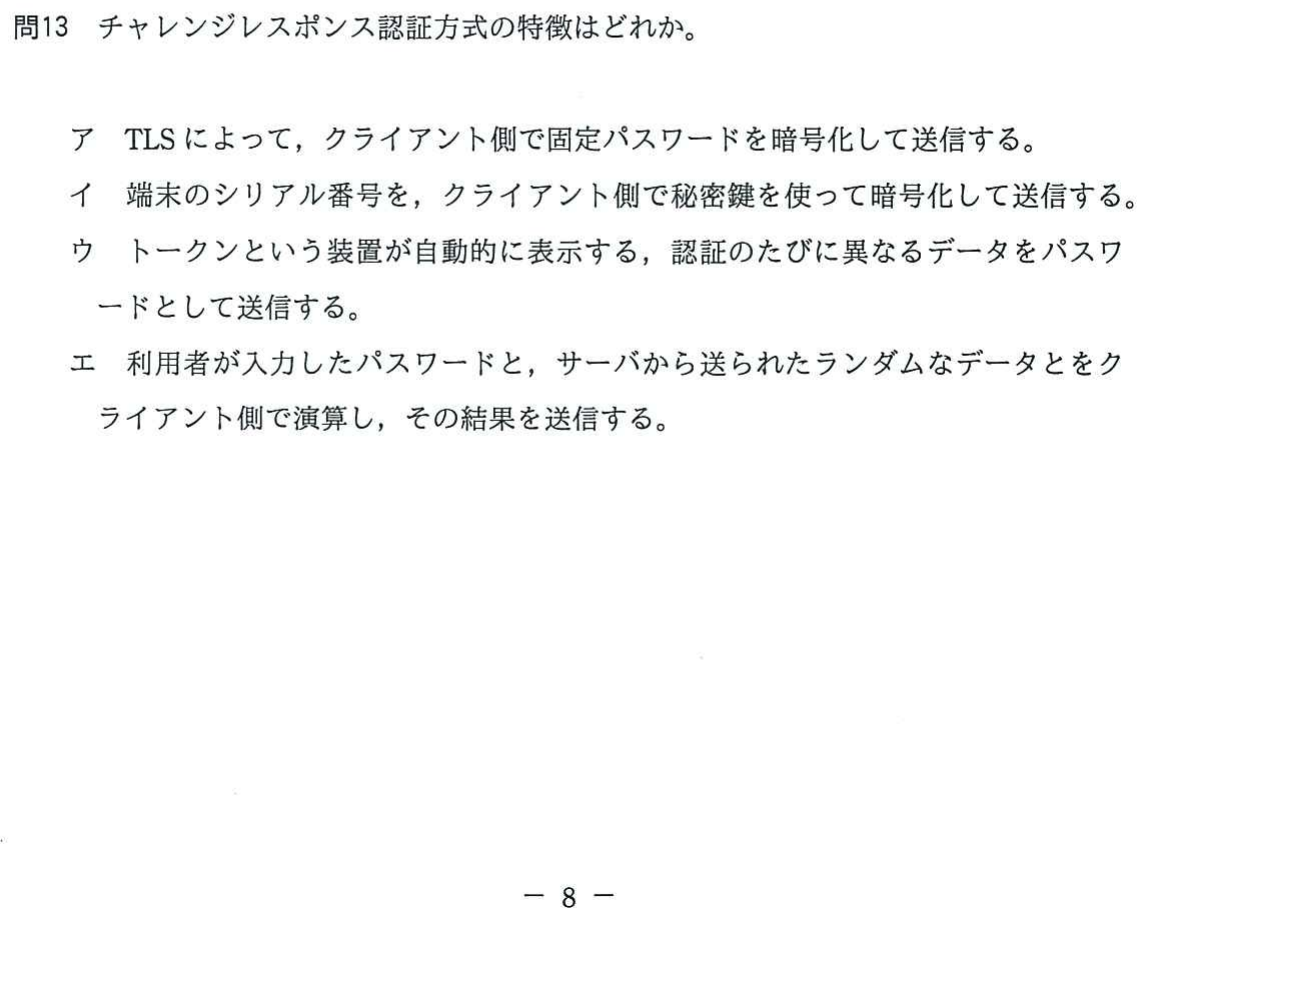 問13 チャレンジレスポンス認証方式の特徴はどれか。
ア TLS によって，クライアント側で固定パスワードを暗号化して送信する。
イ 端末のシリアル番号を，クライアント側で秘密鍵を使って暗号化して送信する。
ウ トークンという装置が自動的に表示する，認証のたびに異なるデータをパスワ
ードとして送信する。
エ 利用者が入力したパスワードと，サーバから送られたランダムなデータとをク
ライアント側で演算し，その結果を送信する。
－ 8 －